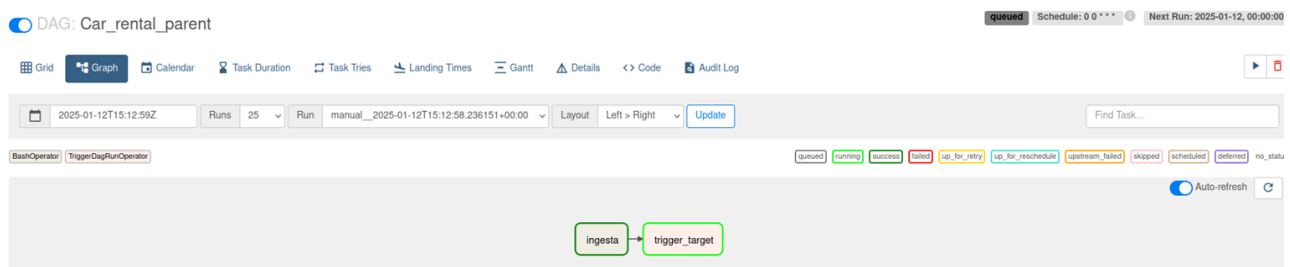 DAG: Car_rental_parent
queued Schedule: 0 0 * * * i Next Run: 2025-01-12, 00:00:00
Grid Graph Calendar Task Duration Task Tries Landing Times Gantt Details <> Code Audit Log
2025-01-12T15:12:59Z Runs 25 Run manual__2025-01-12T15:12:58.236151+00:00 Layout Left > Right Update Find Task...
BashOperator TriggerDagRunOperator queued running success failed up_for_retry up_for_reschedule upstream_failed skipped scheduled deferred no_statu
Auto-refresh
ingesta trigger_target